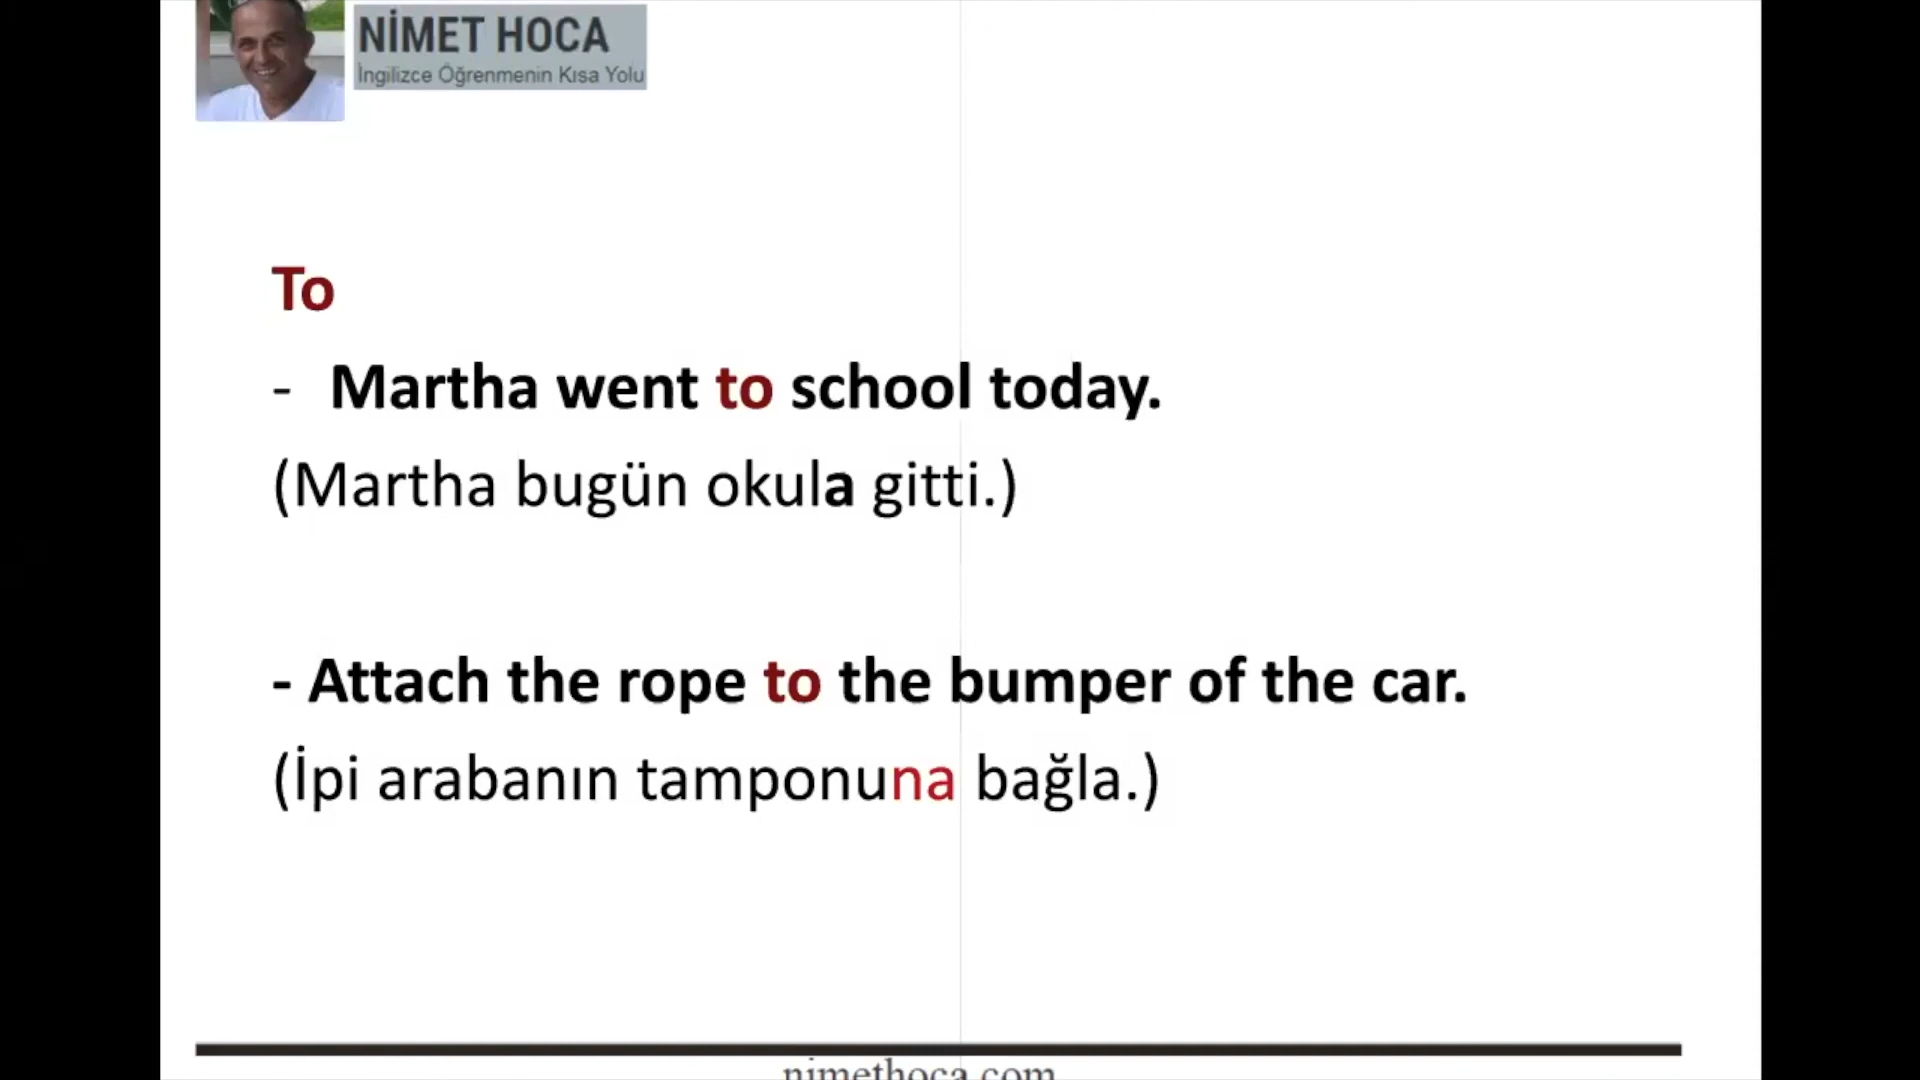 NİMET HOCA
İngilizce Öğrenmenin Kısa Yolu
To
- Martha went to school today.
(Martha bugün okula gitti.)
- Attach the rope to the bumper of the car.
(İpi arabanın tamponuna bağla.)
nimethoca.com